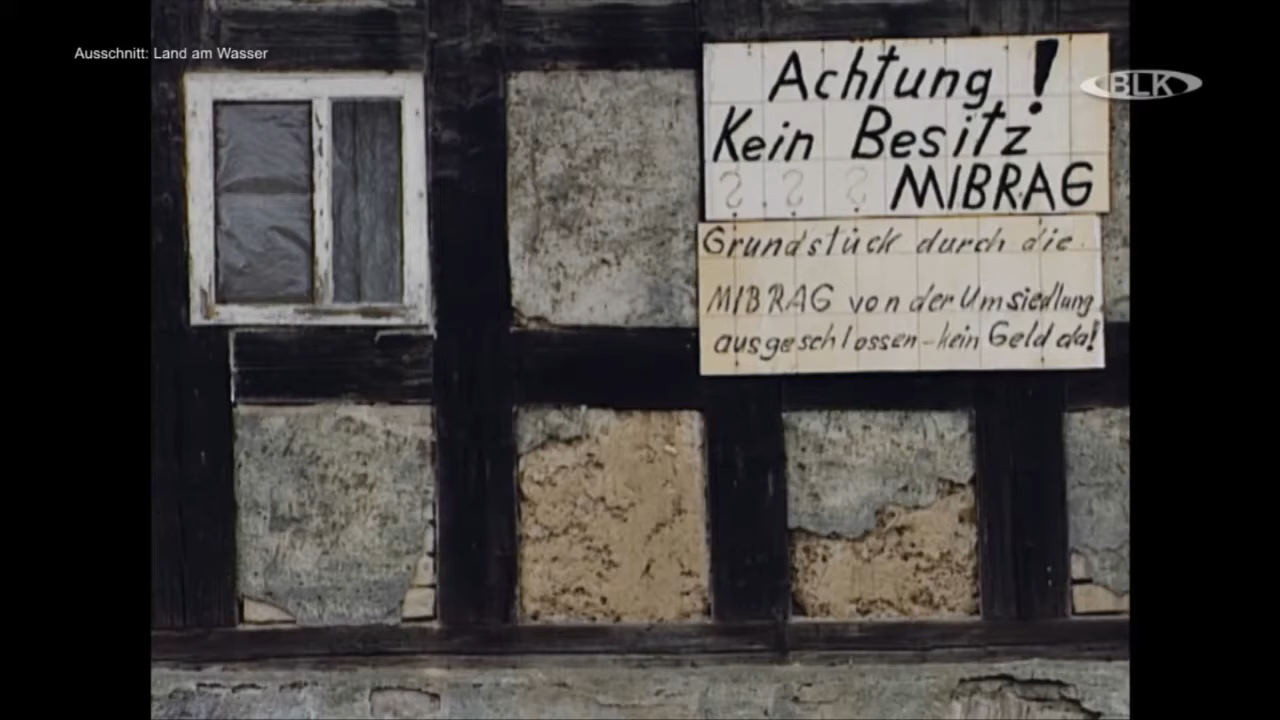 Ausschnitt: Land am Wasser
BLK
Achtung !
Kein Besitz
? ? ? MIBRAG
Grundstück durch die
MIBRAG von der Umsiedlung
ausgeschlossen – kein Geld da!